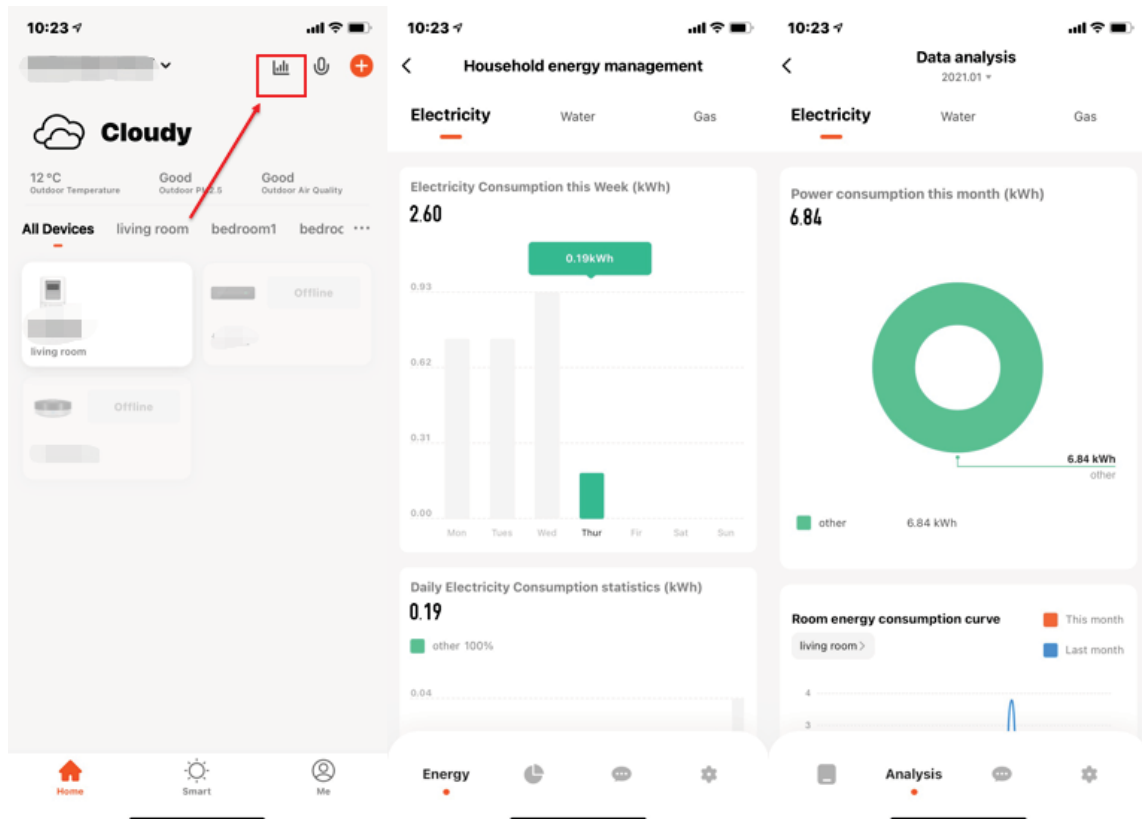 10:23
Cloudy
12 °C
Outdoor Temperature
Good
Outdoor PM2.5
Good
Outdoor Air Quality
All Devices living room bedroom1 bedroc ···
Offline
living room
Offline
Home Smart Me
10:23
Household energy management
Electricity Water Gas
Electricity Consumption this Week (kWh)
2.60
0.19kWh
0.93
0.62
0.31
0.00
Mon Tues Wed Thur Fir Sat Sun
Daily Electricity Consumption statistics (kWh)
0.19
other 100%
0.04
Energy
10:23
Data analysis
2021.01
Electricity Water Gas
Power consumption this month (kWh)
6.84
6.84 kWh
other
other 6.84 kWh
Room energy consumption curve
This month
living room >
Last month
4
3
Analysis